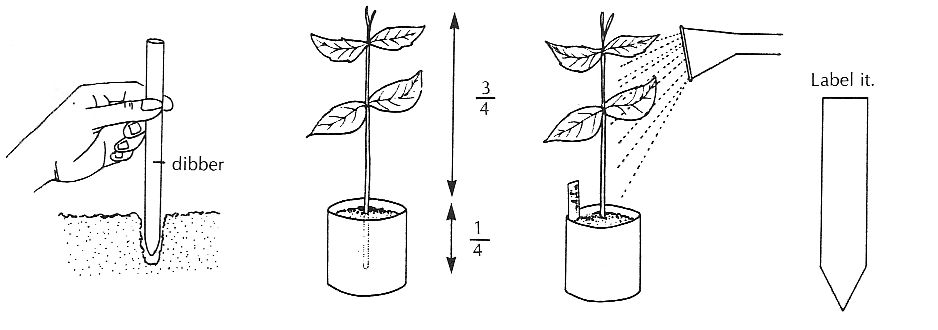 dibber
3/4
1/4
Label it.